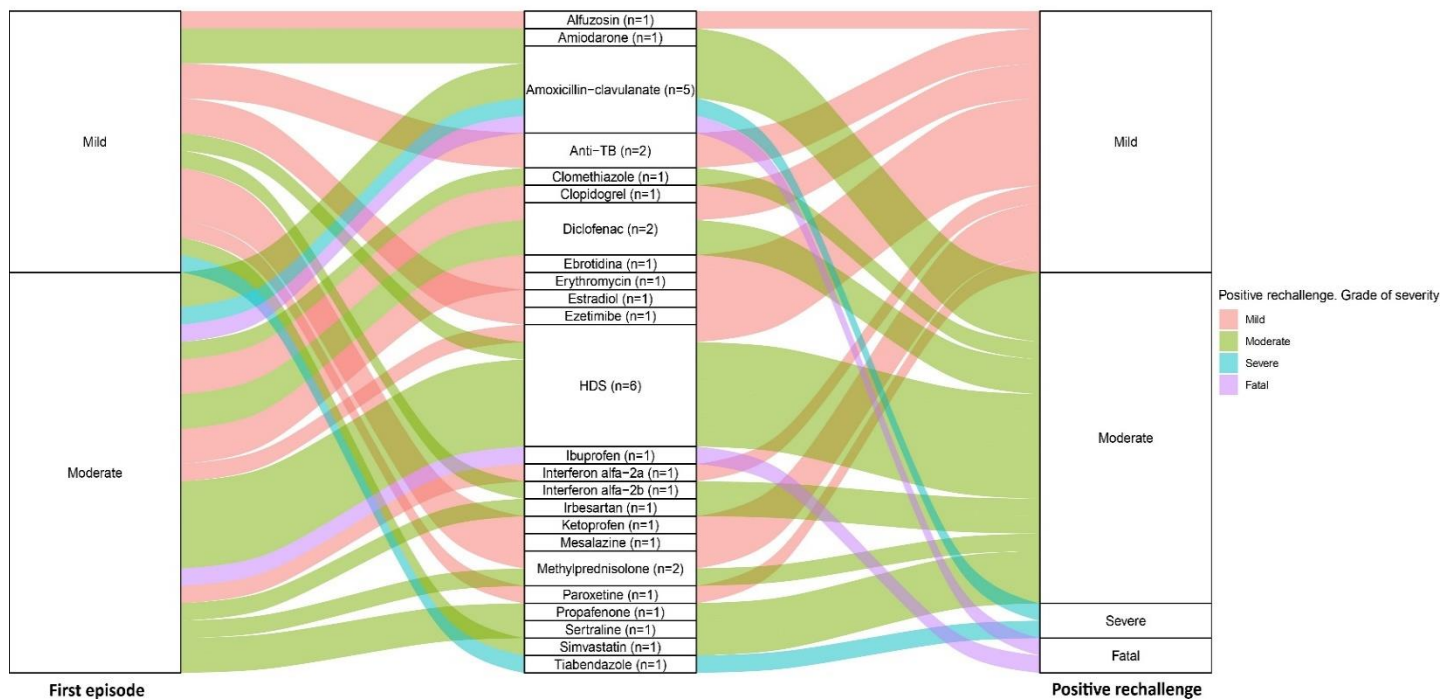 Mild
Moderate
First episode
Alfuzosin (n=1)
Amiodarone (n=1)
Amoxicillin−clavulanate (n=5)
Anti−TB (n=2)
Clomethiazole (n=1)
Clopidogrel (n=1)
Diclofenac (n=2)
Ebrotidina (n=1)
Erythromycin (n=1)
Estradiol (n=1)
Ezetimibe (n=1)
HDS (n=6)
Ibuprofen (n=1)
Interferon alfa−2a (n=1)
Interferon alfa−2b (n=1)
Irbesartan (n=1)
Ketoprofen (n=1)
Mesalazine (n=1)
Methylprednisolone (n=2)
Paroxetine (n=1)
Propafenone (n=1)
Sertraline (n=1)
Simvastatin (n=1)
Tiabendazole (n=1)
Mild
Moderate
Severe
Fatal
Positive rechallenge
Positive rechallenge. Grade of severity
Mild
Moderate
Severe
Fatal